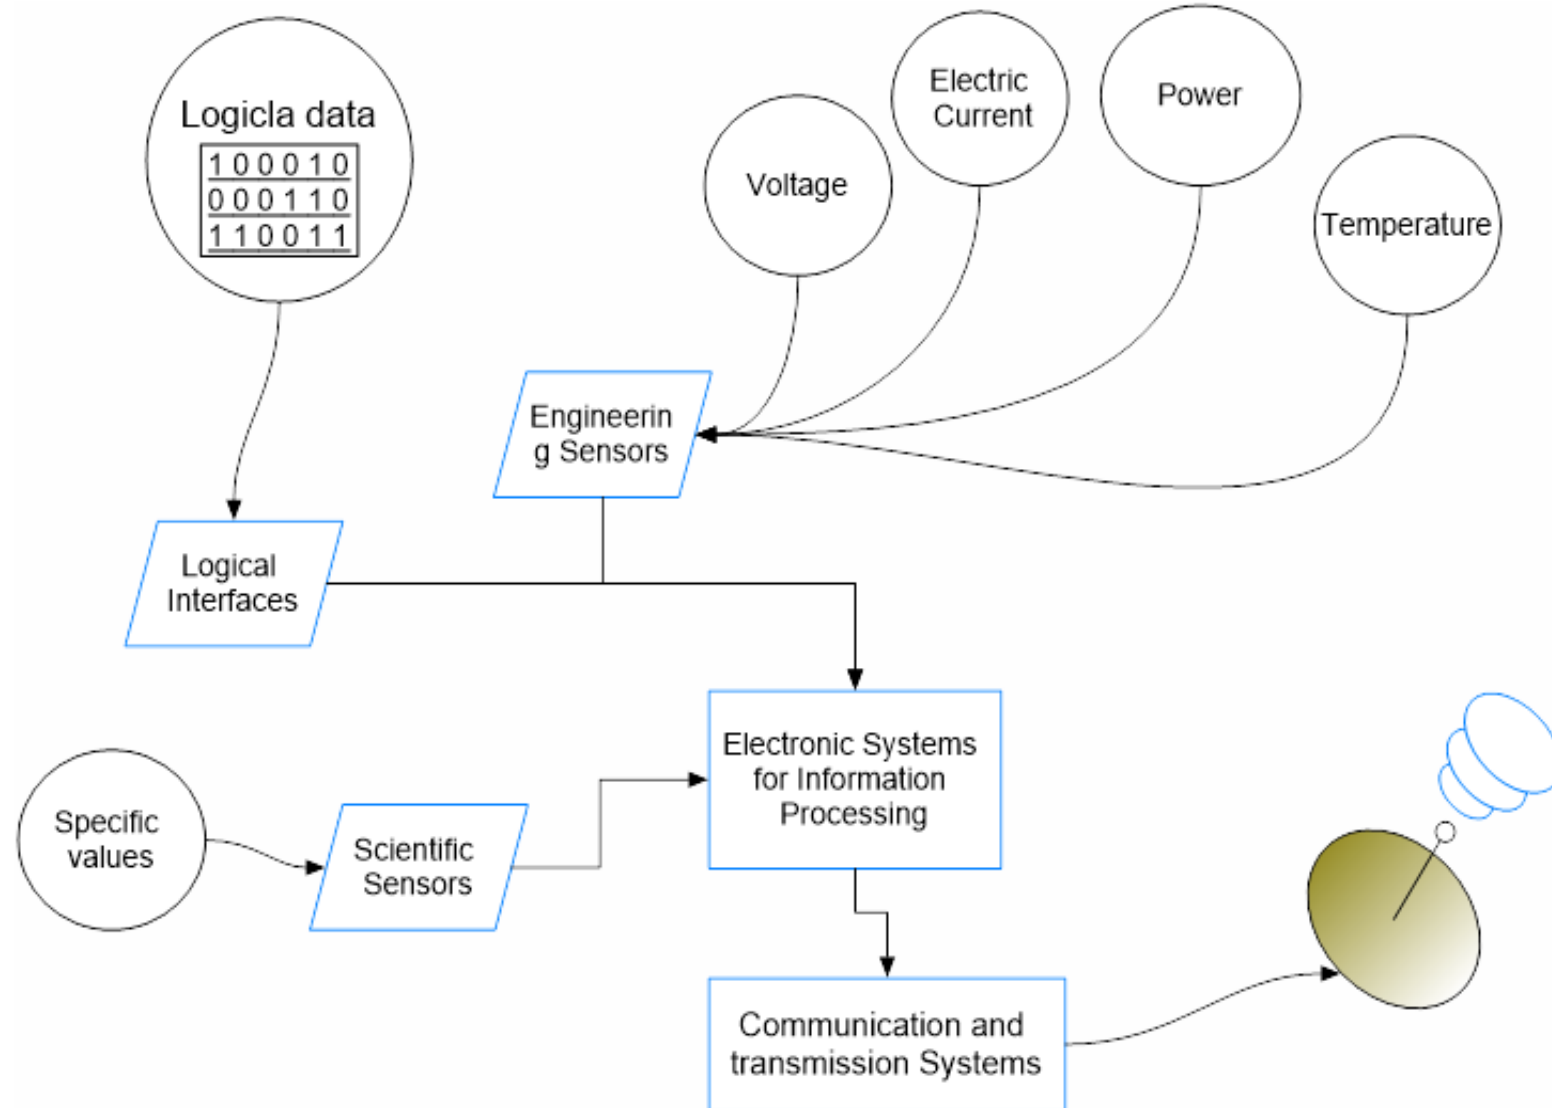 Logicla data
1 0 0 0 1 0
0 0 0 1 1 0
1 1 0 0 1 1
Voltage
Electric
Current
Power
Temperature
Engineerin
g Sensors
Logical
Interfaces
Electronic Systems
for Information
Processing
Specific
values
Scientific
Sensors
Communication and
transmission Systems